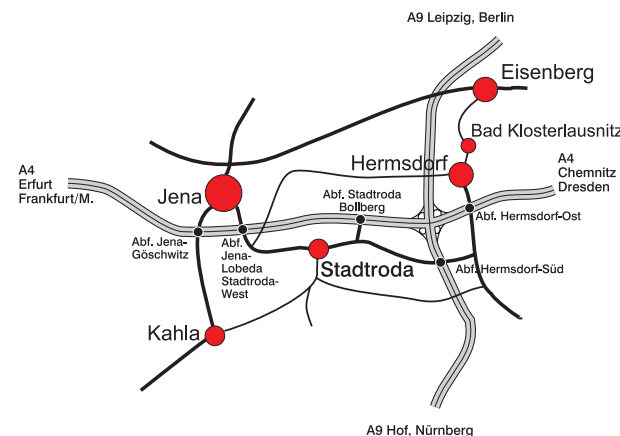 A9 Leipzig, Berlin
Eisenberg
Bad Klosterlausnitz
Hermsdorf
A4
Chemnitz
Dresden
A4
Erfurt
Frankfurt/M.
Jena
Abf. Stadtroda
Bollberg
Abf. Hermsdorf-Ost
Abf. Jena-
Göschwitz
Abf.
Jena-
Lobeda
Stadtroda-
West
Stadtroda
Abf. Hermsdorf-Süd
Kahla
A9 Hof, Nürnberg